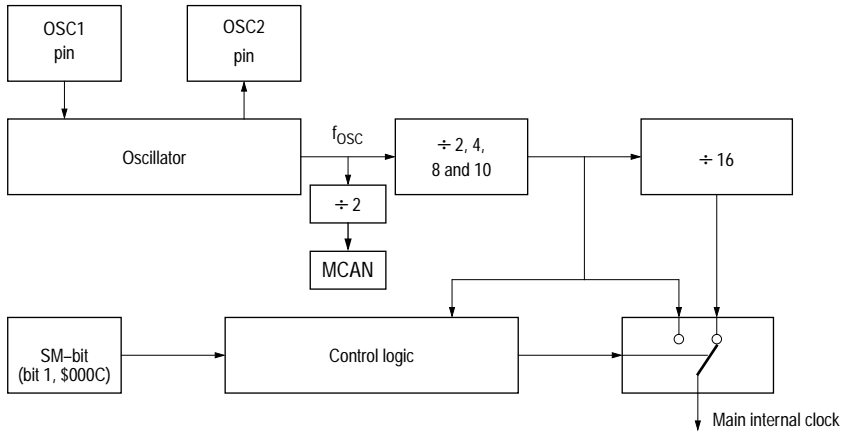 OSC1
pin
OSC2
pin
Oscillator
fOSC
÷ 2, 4,
8 and 10
÷ 16
÷ 2
MCAN
SM–bit
(bit 1, $000C)
Control logic
Main internal clock